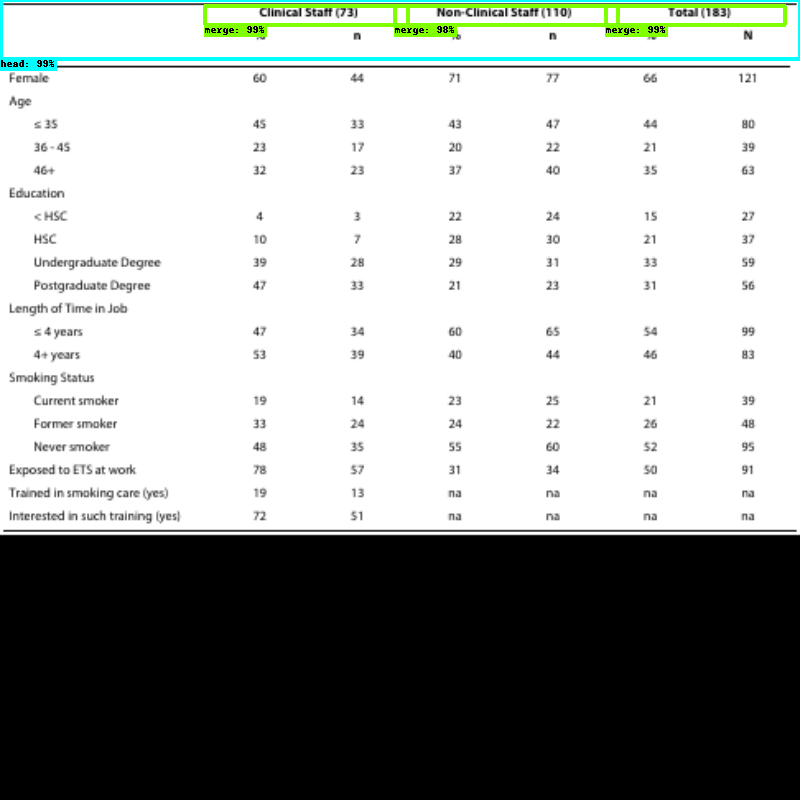 Clinical Staff (73) Non-Clinical Staff (110) Total (183)
merge: 99% merge: 98% merge: 99%
n n N
head: 99%
Female 60 44 71 77 66 121
Age
≤ 35 45 33 43 47 44 80
36 - 45 23 17 20 22 21 39
46+ 32 23 37 40 35 63
Education
< HSC 4 3 22 24 15 27
HSC 10 7 28 30 21 37
Undergraduate Degree 39 28 29 31 33 59
Postgraduate Degree 47 33 21 23 31 56
Length of Time in Job
≤ 4 years 47 34 60 65 54 99
4+ years 53 39 40 44 46 83
Smoking Status
Current smoker 19 14 23 25 21 39
Former smoker 33 24 24 22 26 48
Never smoker 48 35 55 60 52 95
Exposed to ETS at work 78 57 31 34 50 91
Trained in smoking care (yes) 19 13 na na na na
Interested in such training (yes) 72 51 na na na na